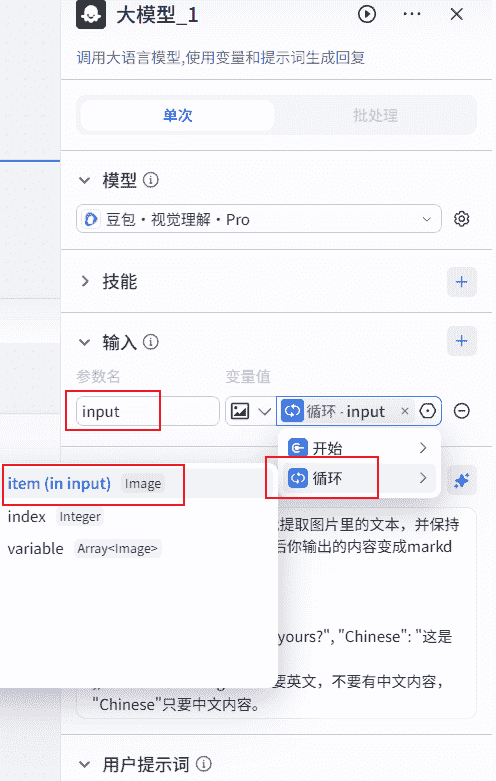 大模型_1
调用大语言模型,使用变量和提示词生成回复
单次 批处理
模型
豆包·视觉理解·Pro
技能
输入
参数名 变量值
input 循环 - input
开始
循环
item (in input) Image
index Integer
variable Array<Image>
提取图片里的文本，并保持
后你输出的内容变成markd
yours?", "Chinese": "这是
要英文，不要有中文内容，
"Chinese"只要中文内容。
用户提示词